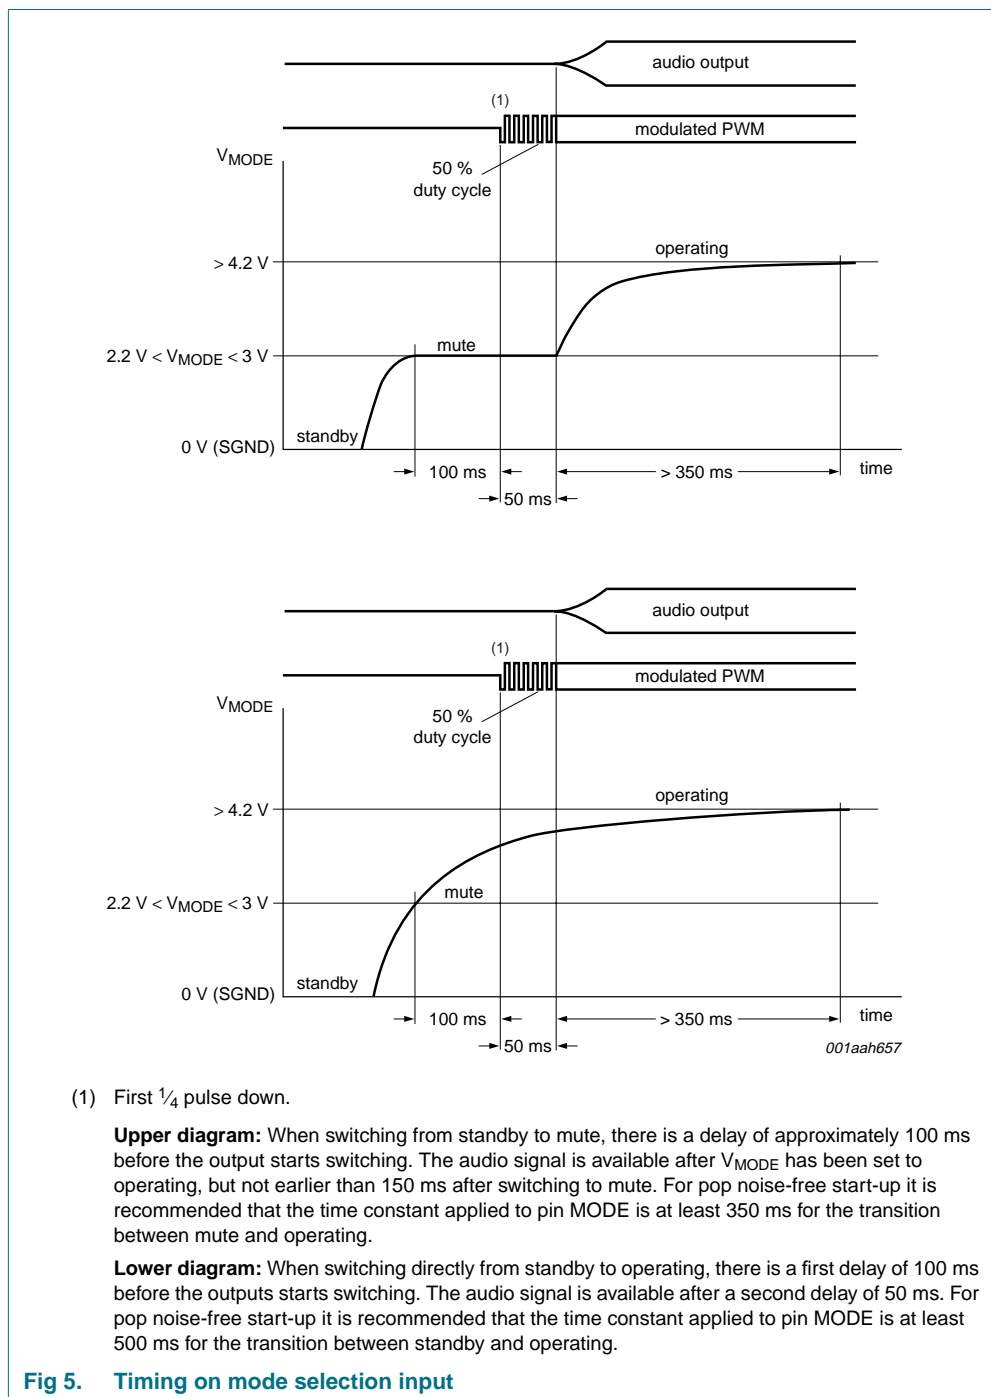 audio output
(1)
modulated PWM
VMODE
50 %
duty cycle
operating
> 4.2 V
mute
2.2 V < VMODE < 3 V
standby
0 V (SGND)
100 ms
> 350 ms
time
50 ms
audio output
(1)
modulated PWM
VMODE
50 %
duty cycle
operating
> 4.2 V
mute
2.2 V < VMODE < 3 V
standby
0 V (SGND)
100 ms
> 350 ms
time
50 ms
001aah657
(1) First 1⁄4 pulse down.
Upper diagram: When switching from standby to mute, there is a delay of approximately 100 ms
before the output starts switching. The audio signal is available after VMODE has been set to
operating, but not earlier than 150 ms after switching to mute. For pop noise-free start-up it is
recommended that the time constant applied to pin MODE is at least 350 ms for the transition
between mute and operating.
Lower diagram: When switching directly from standby to operating, there is a first delay of 100 ms
before the outputs starts switching. The audio signal is available after a second delay of 50 ms. For
pop noise-free start-up it is recommended that the time constant applied to pin MODE is at least
500 ms for the transition between standby and operating.
Fig 5. Timing on mode selection input